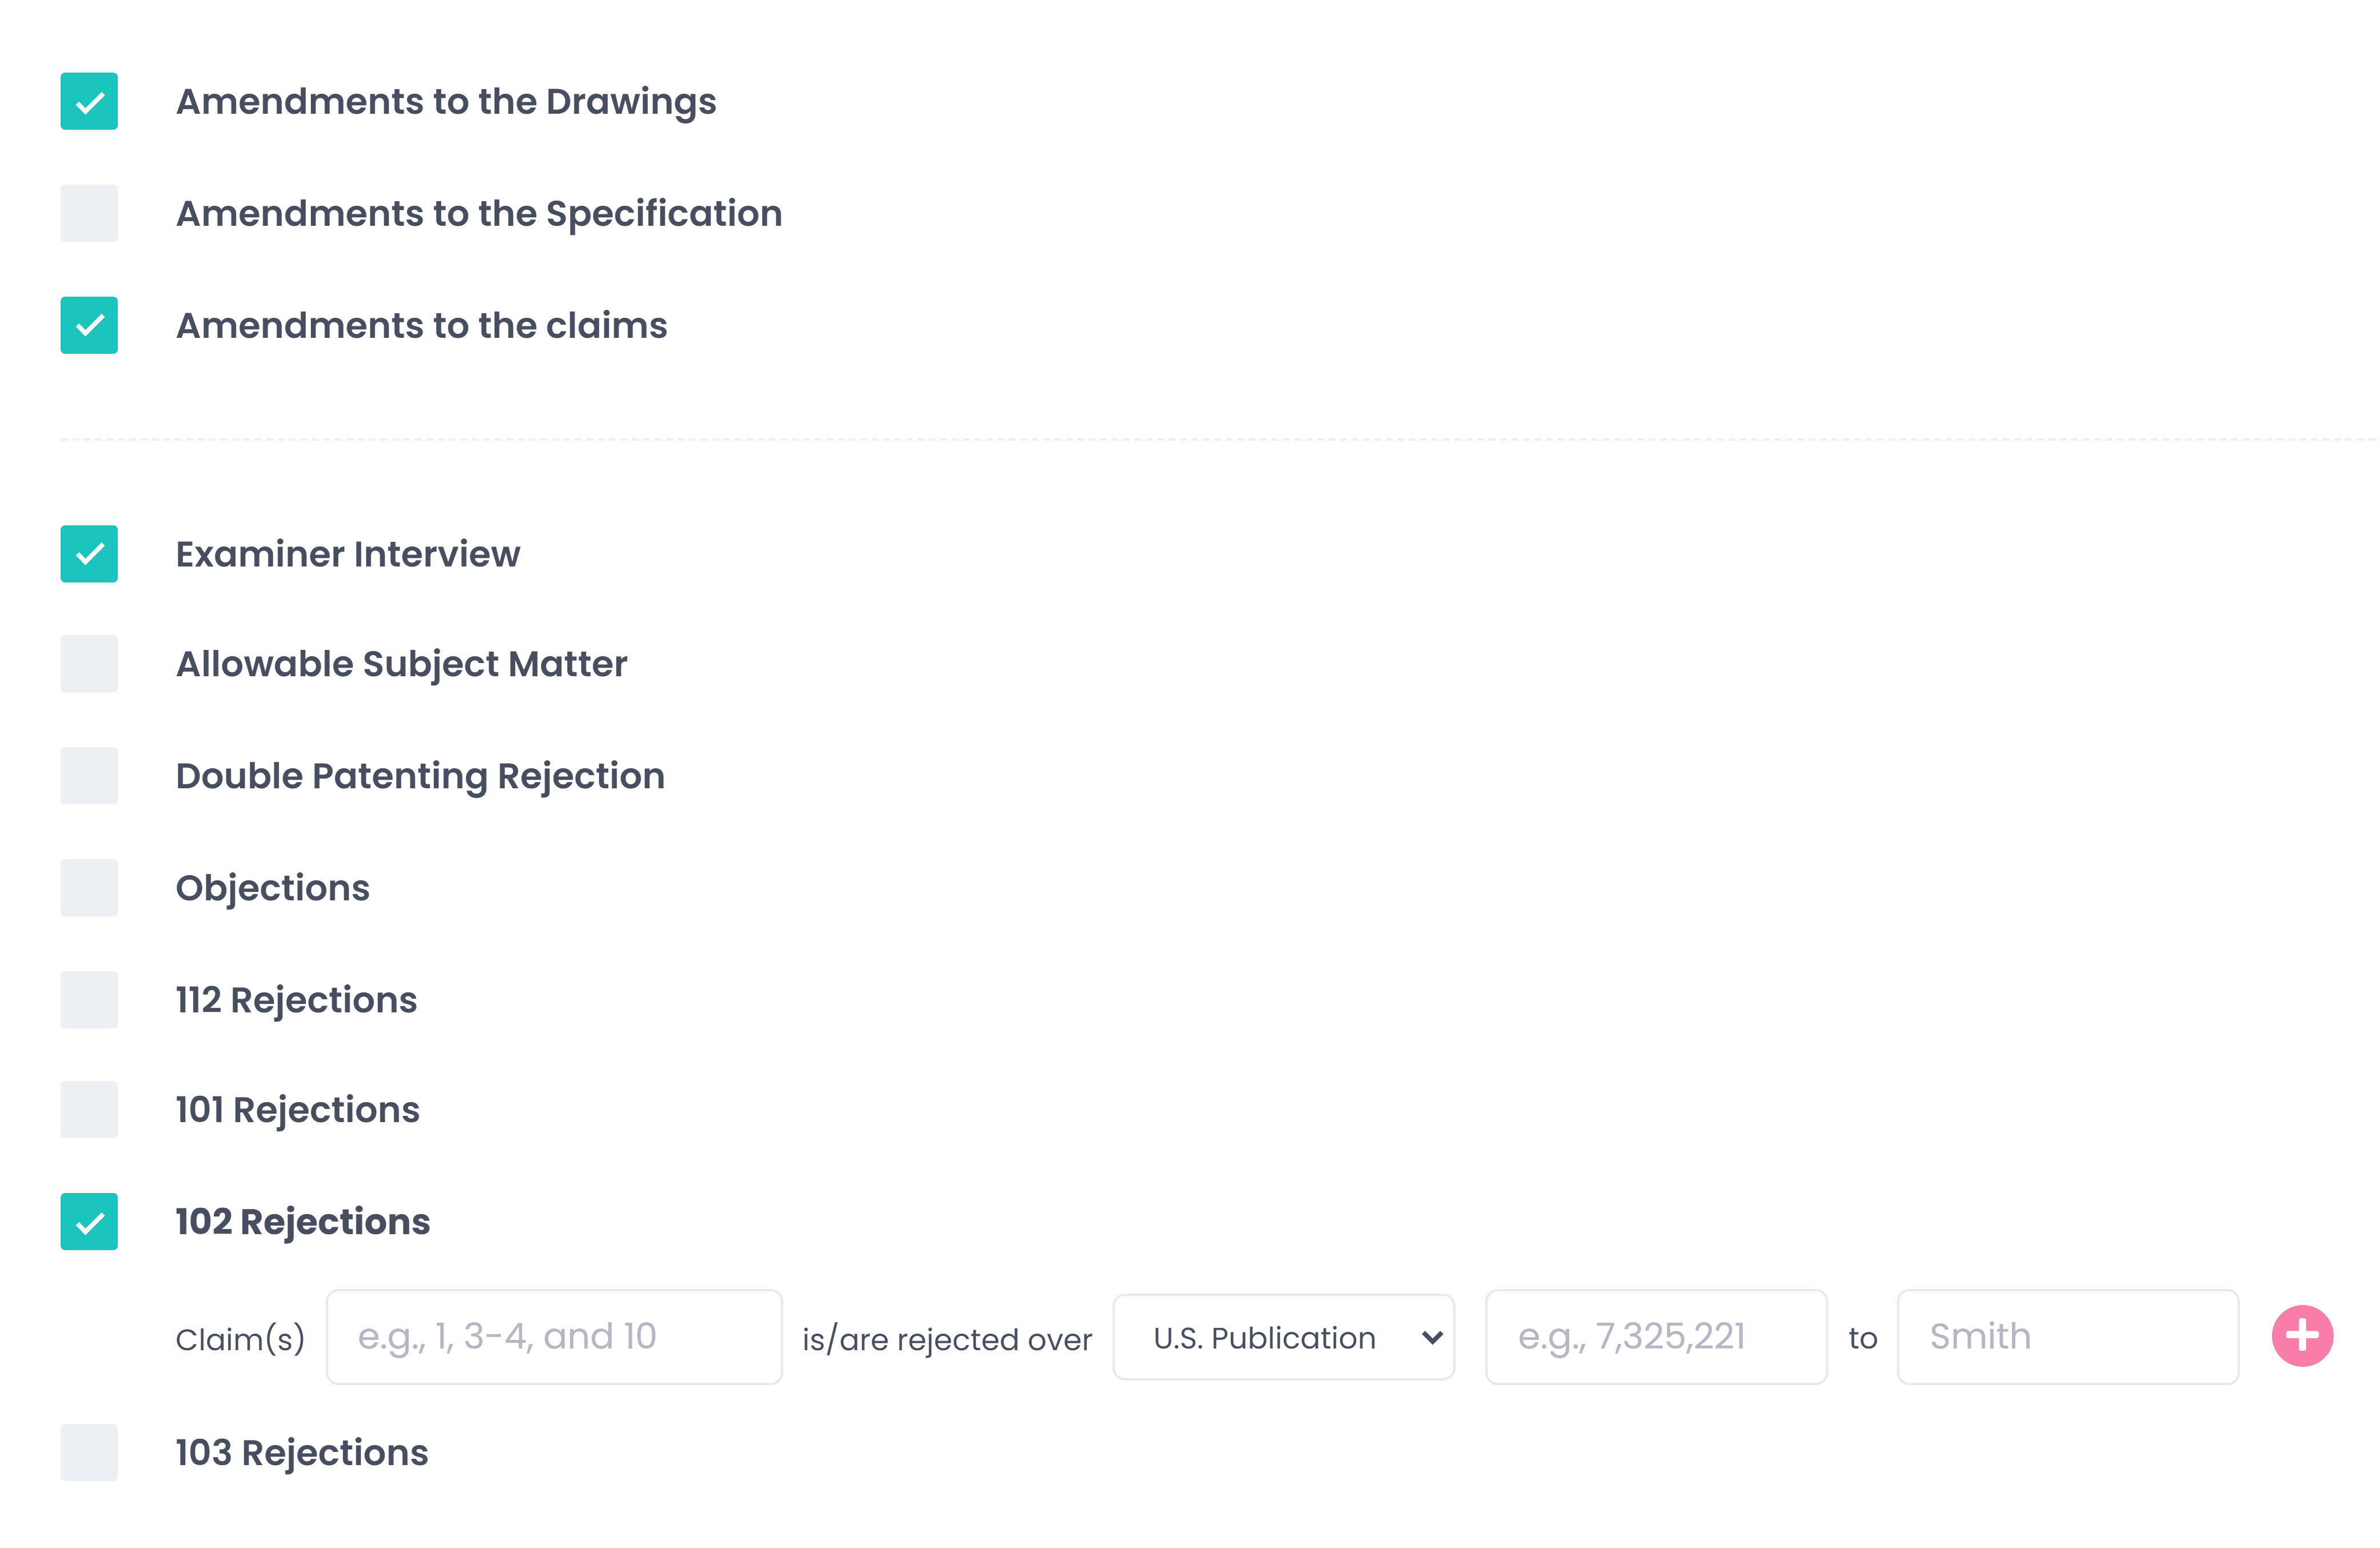 Amendments to the Drawings
Amendments to the Specification
Amendments to the claims
Examiner Interview
Allowable Subject Matter
Double Patenting Rejection
Objections
112 Rejections
101 Rejections
102 Rejections
Claim(s) e.g., 1, 3-4, and 10 is/are rejected over U.S. Publication e.g., 7,325,221 to Smith
103 Rejections